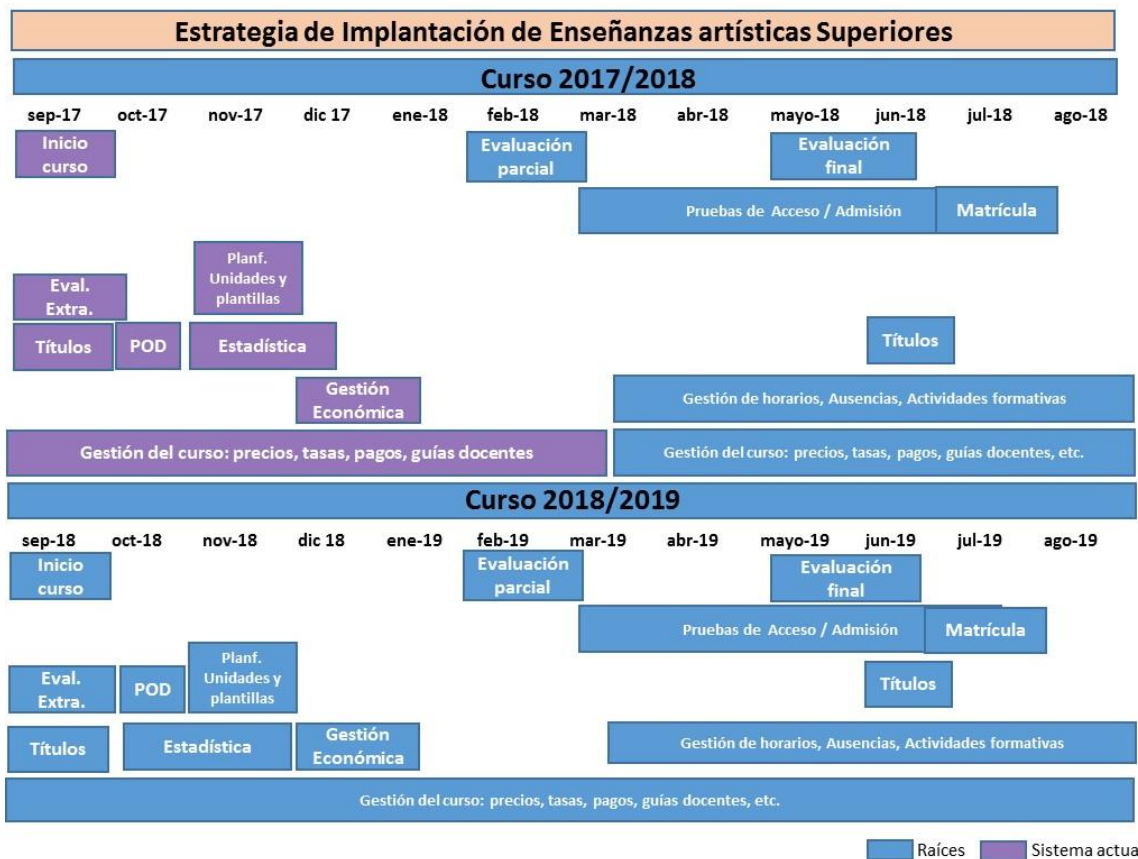 Estrategia de Implantación de Enseñanzas artísticas Superiores
Curso 2017/2018
sep-17 oct-17 nov-17 dic 17 ene-18 feb-18 mar-18 abr-18 mayo-18 jun-18 jul-18 ago-18
Inicio
curso
Evaluación
parcial
Evaluación
final
Pruebas de Acceso / Admisión
Matrícula
Planf.
Unidades y
plantillas
Eval.
Extra.
Títulos
POD
Estadística
Títulos
Gestión
Económica
Gestión de horarios, Ausencias, Actividades formativas
Gestión del curso: precios, tasas, pagos, guías docentes
Gestión del curso: precios, tasas, pagos, guías docentes, etc.
Curso 2018/2019
sep-18 oct-18 nov-18 dic 18 ene-19 feb-19 mar-19 abr-19 mayo-19 jun-19 jul-19 ago-19
Inicio
curso
Evaluación
parcial
Evaluación
final
Pruebas de Acceso / Admisión
Matrícula
Eval.
Extra.
POD
Planf.
Unidades y
plantillas
Títulos
Títulos
Estadística
Gestión
Económica
Gestión de horarios, Ausencias, Actividades formativas
Gestión del curso: precios, tasas, pagos, guías docentes, etc.
Raíces
Sistema actua